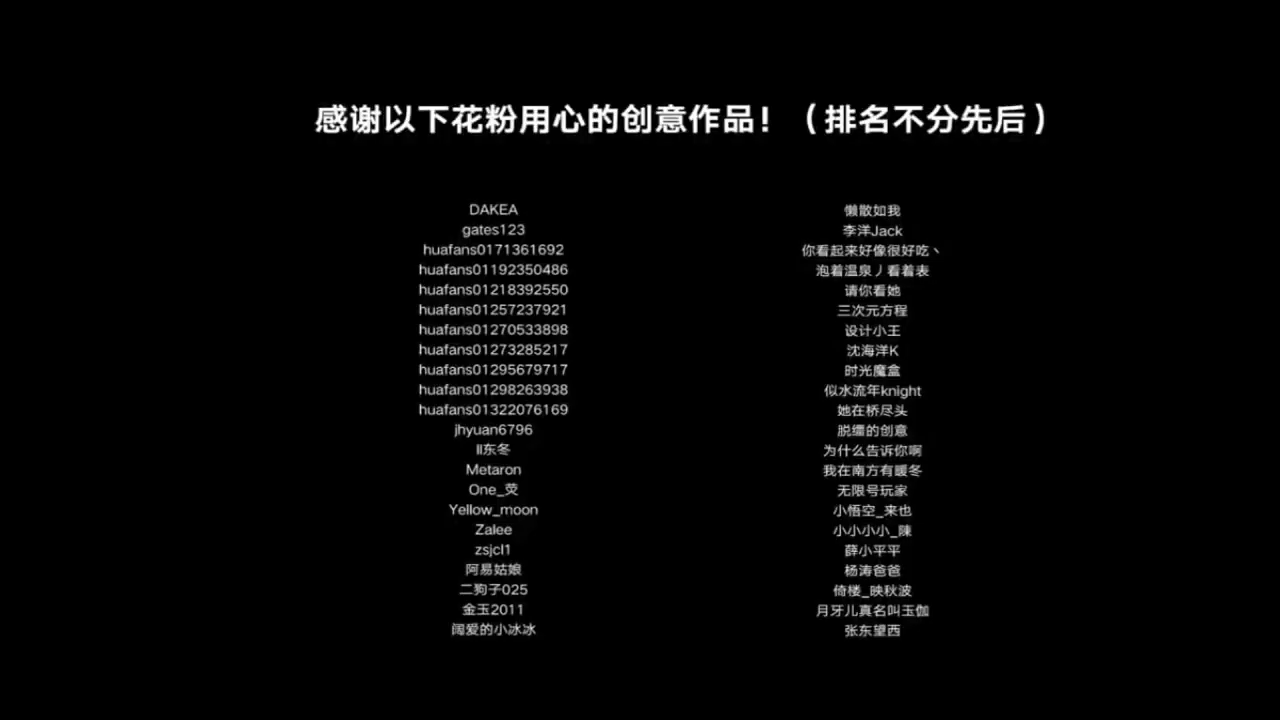 感谢以下花粉用心的创意作品！（排名不分先后）
DAKEA
gates123
huafans0171361692
huafans01192350486
huafans01218392550
huafans01257237921
huafans01270533898
huafans01273285217
huafans01295679717
huafans01298263938
huafans01322076169
jhyuan6796
ll东冬
Metaron
One_荧
Yellow_moon
Zalee
zsjcl1
阿易姑娘
二狗子025
金玉2011
阔爱的小冰冰
懒散如我
李洋Jack
你看起来好像很好吃丶
泡着温泉丿看着表
请你看她
三次元方程
设计小王
沈海洋K
时光魔盒
似水流年knight
她在桥尽头
脱缰的创意
为什么告诉你啊
我在南方有暖冬
无限号玩家
小悟空_来也
小小小小_陳
薛小平平
杨涛爸爸
倚楼_映秋波
月牙儿真名叫玉伽
张东望西